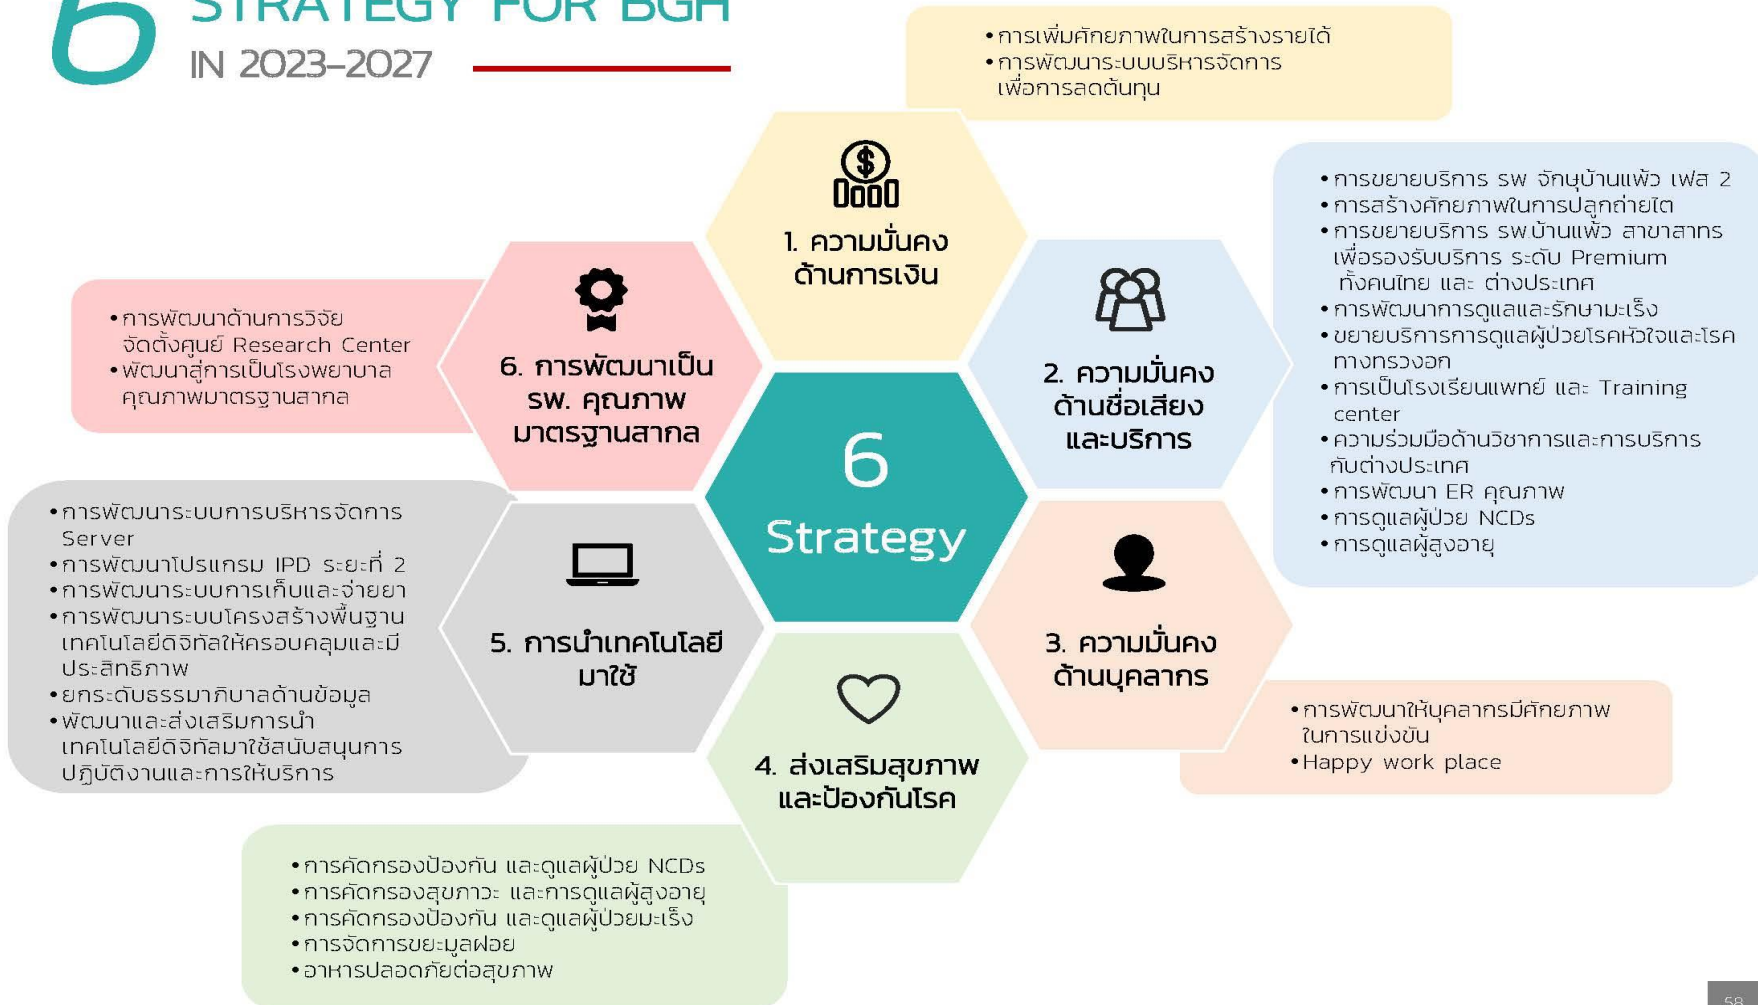 6 STRATEGY FOR BGH
IN 2023–2027
• การเพิ่มศักยภาพในการสร้างรายได้
• การพัฒนาระบบบริหารจัดการ
เพื่อการลดต้นทุน
1. ความมั่นคง
ด้านการเงิน
• การขยายบริการ รพ จักษุบ้านแพ้ว เฟส 2
• การสร้างศักยภาพในการปลูกถ่ายไต
• การขยายบริการ รพ.บ้านแพ้ว สาขาสาทร
เพื่อรองรับบริการ ระดับ Premium
ทั้งคนไทย และ ต่างประเทศ
• การพัฒนาการดูแลและรักษามะเร็ง
• ขยายบริการการดูแลผู้ป่วยโรคหัวใจและโรค
ทางทรวงอก
• การเป็นโรงเรียนแพทย์ และ Training
center
• ความร่วมมือด้านวิชาการและการบริการ
กับต่างประเทศ
• การพัฒนา ER คุณภาพ
• การดูแลผู้ป่วย NCDs
• การดูแลผู้สูงอายุ
2. ความมั่นคง
ด้านชื่อเสียง
และบริการ
3. ความมั่นคง
ด้านบุคลากร
• การพัฒนาให้บุคลากรมีศักยภาพ
ในการแข่งขัน
• Happy work place
4. ส่งเสริมสุขภาพ
และป้องกันโรค
• การคัดกรองป้องกัน และดูแลผู้ป่วย NCDs
• การคัดกรองสุขภาวะ และการดูแลผู้สูงอายุ
• การคัดกรองป้องกัน และดูแลผู้ป่วยมะเร็ง
• การจัดการขยะมูลฝอย
• อาหารปลอดภัยต่อสุขภาพ
5. การนำเทคโนโลยี
มาใช้
• การพัฒนาระบบการบริหารจัดการ
Server
• การพัฒนาโปรแกรม IPD ระยะที่ 2
• การพัฒนาระบบการเก็บและจ่ายยา
• การพัฒนาระบบโครงสร้างพื้นฐาน
เทคโนโลยีดิจิทัลให้ครอบคลุมและมี
ประสิทธิภาพ
• ยกระดับธรรมาภิบาลด้านข้อมูล
• พัฒนาและส่งเสริมการนำ
เทคโนโลยีดิจิทัลมาใช้สนับสนุนการ
ปฏิบัติงานและการให้บริการ
6. การพัฒนาเป็น
รพ. คุณภาพ
มาตรฐานสากล
• การพัฒนาด้านการวิจัย
จัดตั้งศูนย์ Research Center
• พัฒนาสู่การเป็นโรงพยาบาล
คุณภาพมาตรฐานสากล
6
Strategy
58